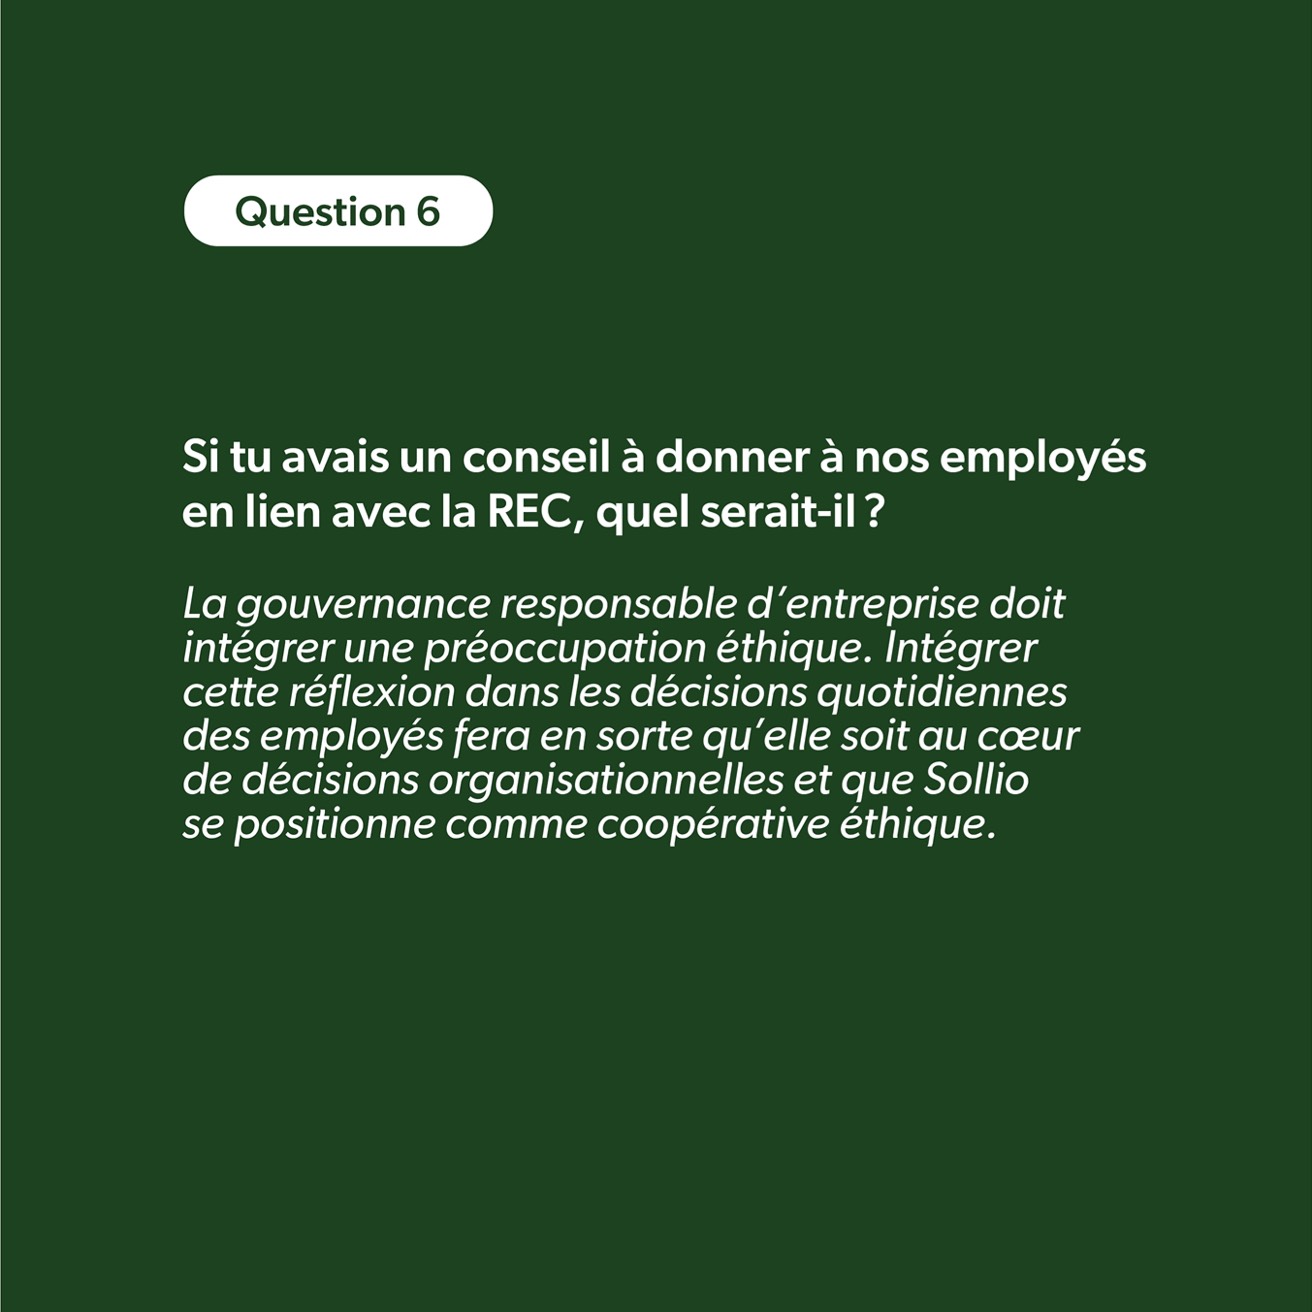 Question 6
Si tu avais un conseil à donner à nos employés
en lien avec la REC, quel serait-il ?
La gouvernance responsable d’entreprise doit
intégrer une préoccupation éthique. Intégrer
cette réflexion dans les décisions quotidiennes
des employés fera en sorte qu’elle soit au cœur
de décisions organisationnelles et que Sollio
se positionne comme coopérative éthique.